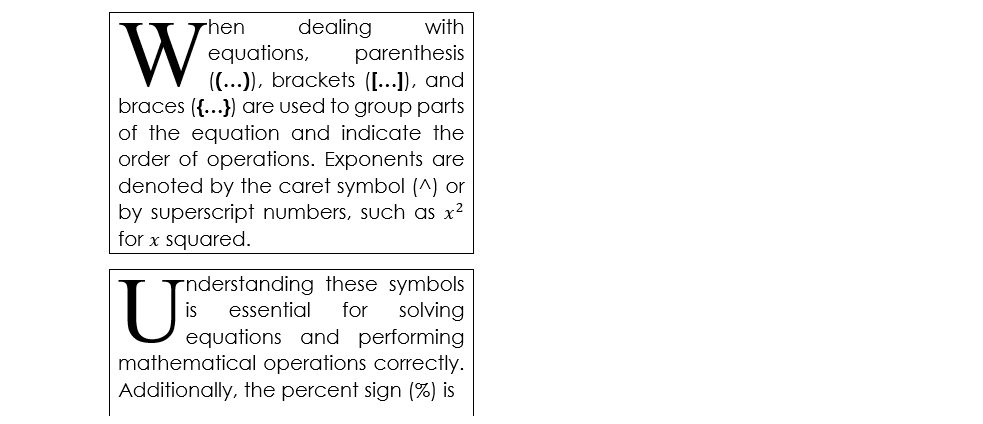 When dealing with
equations, parenthesis
((...)), brackets ([...]), and
braces ({...}) are used to group parts
of the equation and indicate the
order of operations. Exponents are
denoted by the caret symbol (^) or
by superscript numbers, such as x²
for x squared.
Understanding these symbols
is essential for solving
equations and performing
mathematical operations correctly.
Additionally, the percent sign (%) is